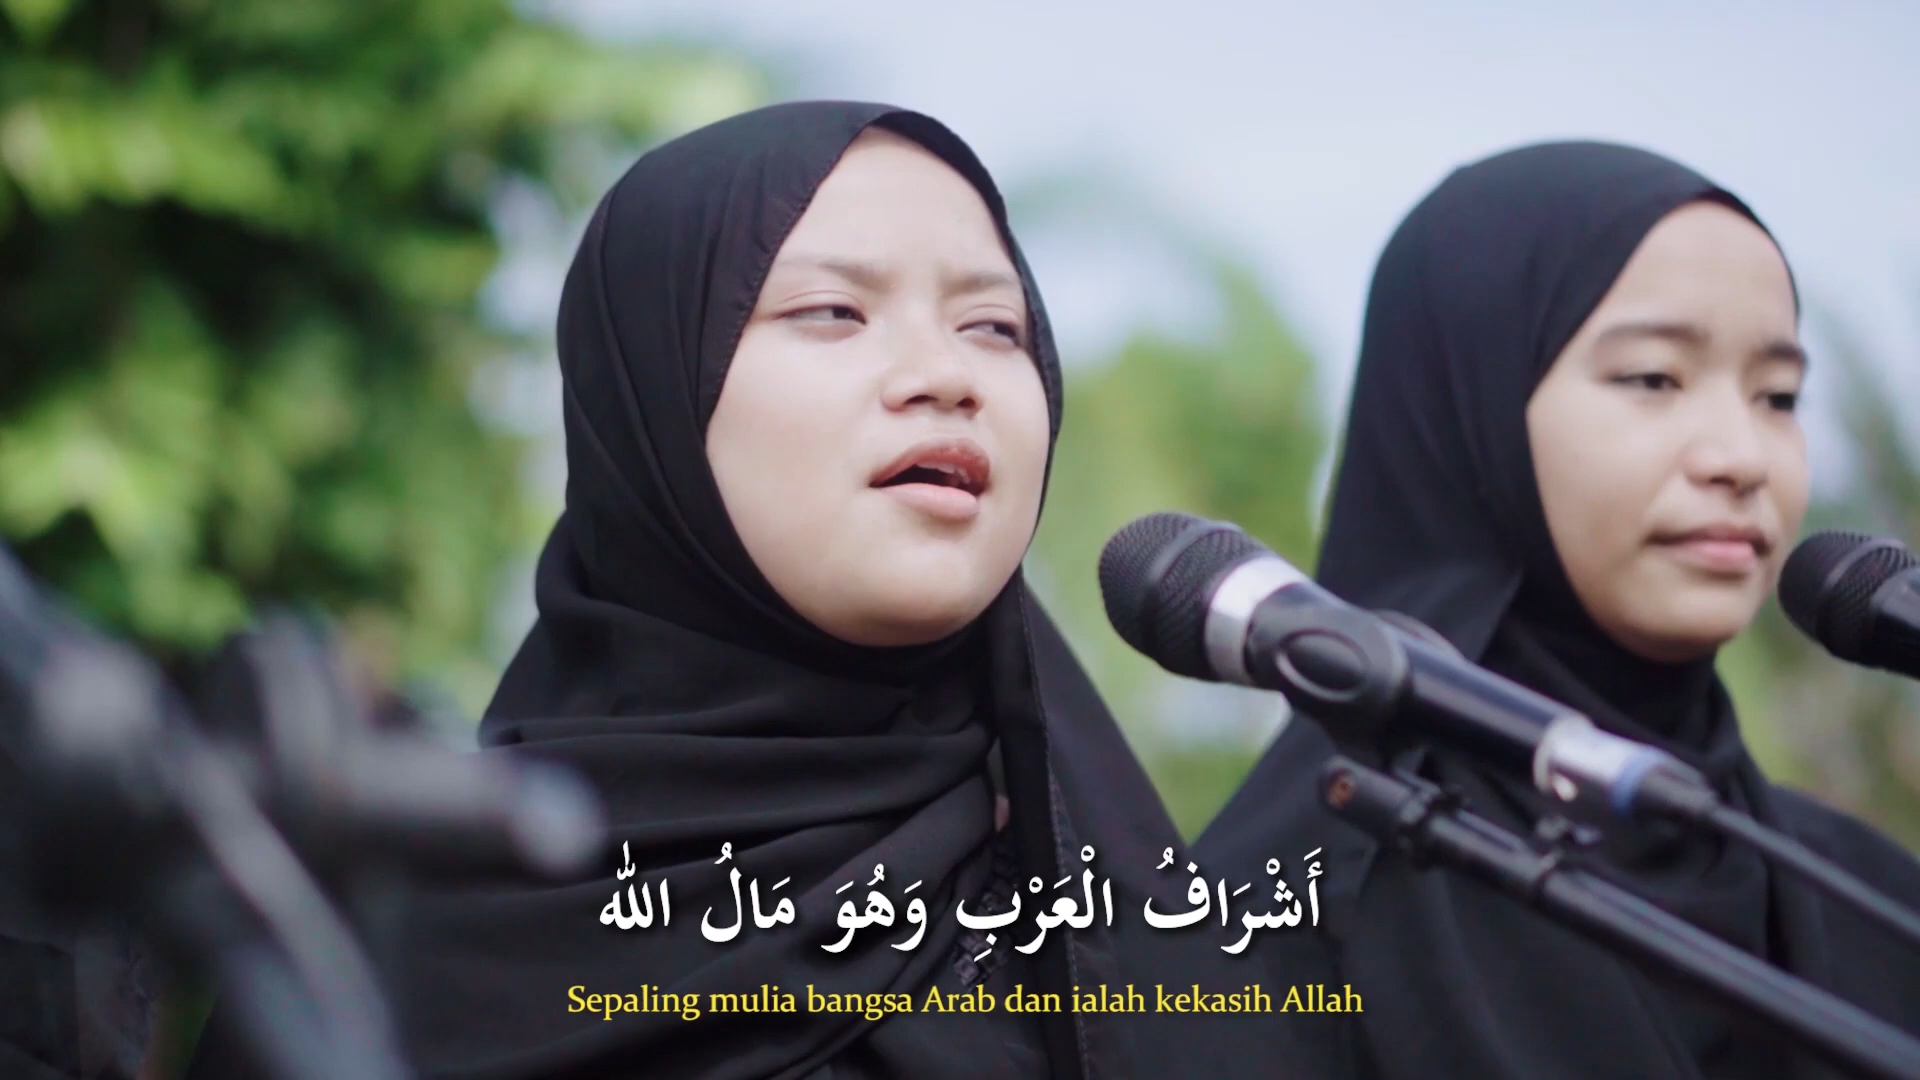 أَشْرَافُ الْعَرْبِ وَهُوَ مَالُ الله
Sepaling mulia bangsa Arab dan ialah kekasih Allah